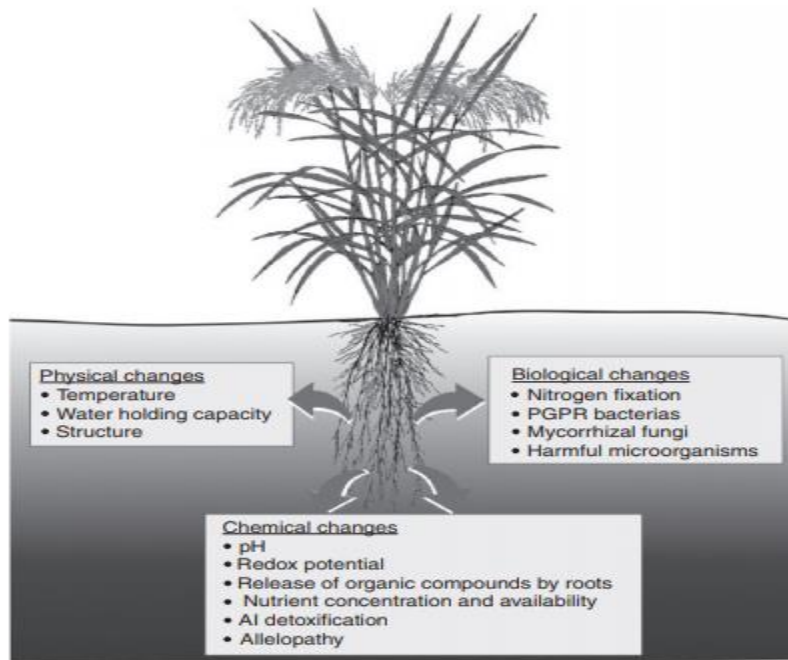 Physical changes
• Temperature
• Water holding capacity
• Structure
Biological changes
• Nitrogen fixation
• PGPR bacterias
• Mycorrhizal fungi
• Harmful microorganisms
Chemical changes
• pH
• Redox potential
• Release of organic compounds by roots
• Nutrient concentration and availability
• Al detoxification
• Allelopathy